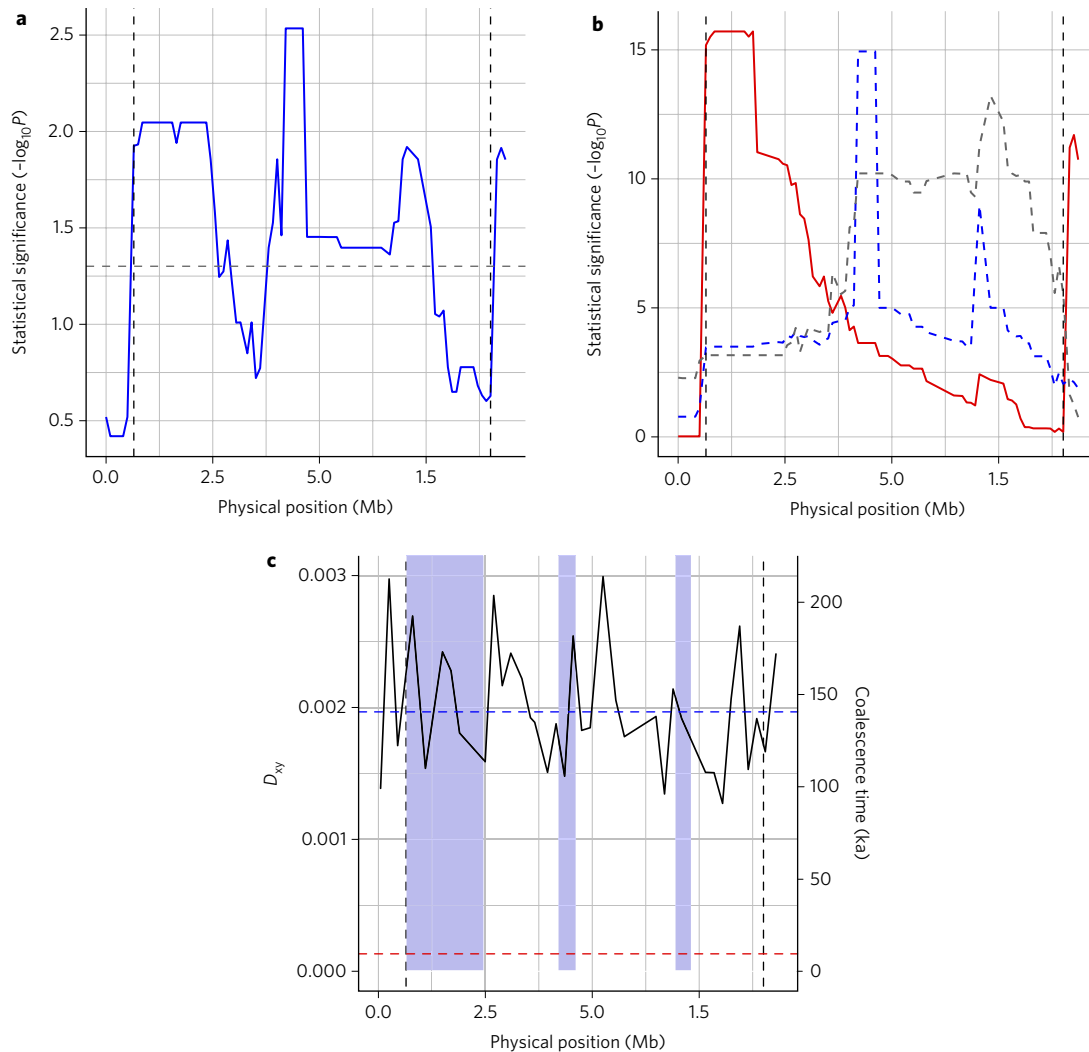 a
2.5
2.0
1.5
1.0
0.5
Statistical significance (-log10P)
0.0 2.5 5.0 1.5
Physical position (Mb)
b
15
10
5
0
Statistical significance (-log10P)
0.0 2.5 5.0 1.5
Physical position (Mb)
c
0.003
0.002
0.001
0.000
Dxy
200
150
100
50
0
Coalescence time (ka)
0.0 2.5 5.0 1.5
Physical position (Mb)